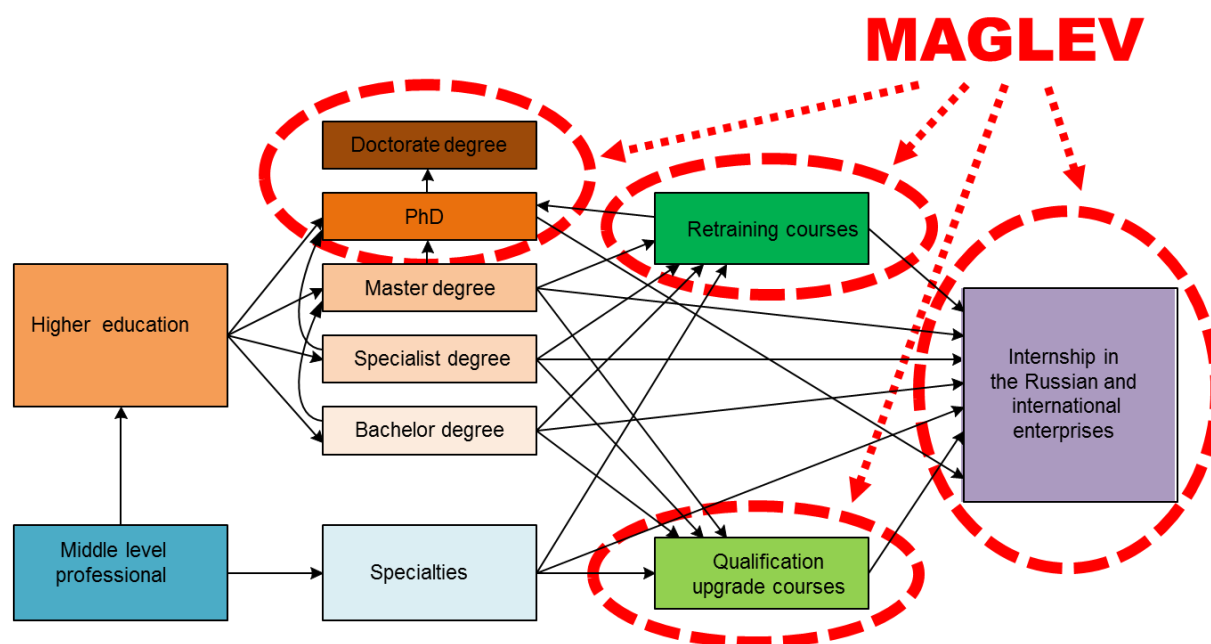 MAGLEV
Doctorate degree
PhD
Retraining courses
Master degree
Higher education
Specialist degree
Internship in
the Russian and
international
enterprises
Bachelor degree
Middle level
professional
Specialties
Qualification
upgrade courses